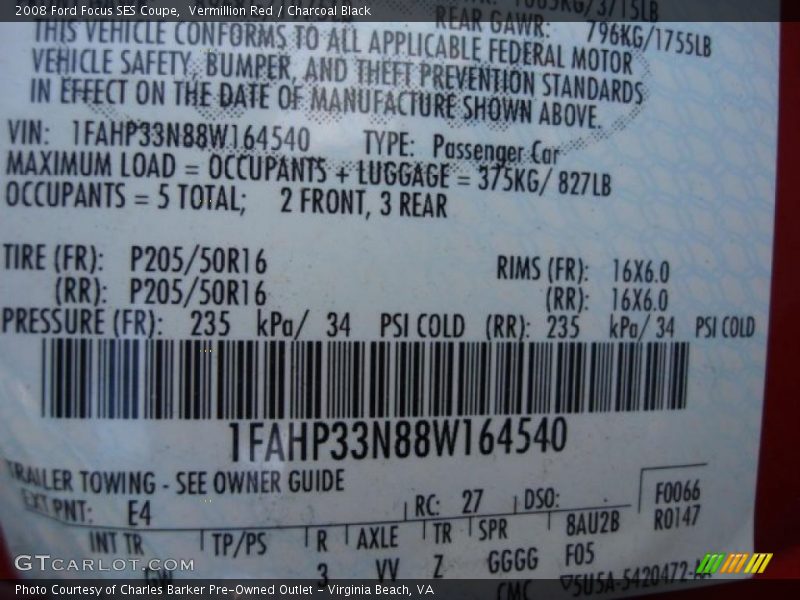 2008 Ford Focus SES Coupe, Vermillion Red / Charcoal Black
REAR GAWR: 796KG/1755LB
THIS VEHICLE CONFORMS TO ALL APPLICABLE FEDERAL MOTOR
VEHICLE SAFETY, BUMPER, AND THEFT PREVENTION STANDARDS
IN EFFECT ON THE DATE OF MANUFACTURE SHOWN ABOVE.
VIN: 1FAHP33N88W164540 TYPE: Passenger Car
MAXIMUM LOAD = OCCUPANTS + LUGGAGE = 375KG/ 827LB
OCCUPANTS = 5 TOTAL; 2 FRONT, 3 REAR
TIRE (FR): P205/50R16 RIMS (FR): 16X6.0
(RR): P205/50R16 (RR): 16X6.0
PRESSURE (FR): 235 kPa/ 34 PSI COLD (RR): 235 kPa/ 34 PSI COLD
1FAHP33N88W164540
TRAILER TOWING - SEE OWNER GUIDE
EXT PNT: E4 RC: 27 DSO: F0066
R0147
INT TR TP/PS R AXLE TR SPR 8AU2B
GW 3 VV Z GGGG F05
CMC
GTCARLOT.COM
Photo Courtesy of Charles Barker Pre-Owned Outlet - Virginia Beach, VA